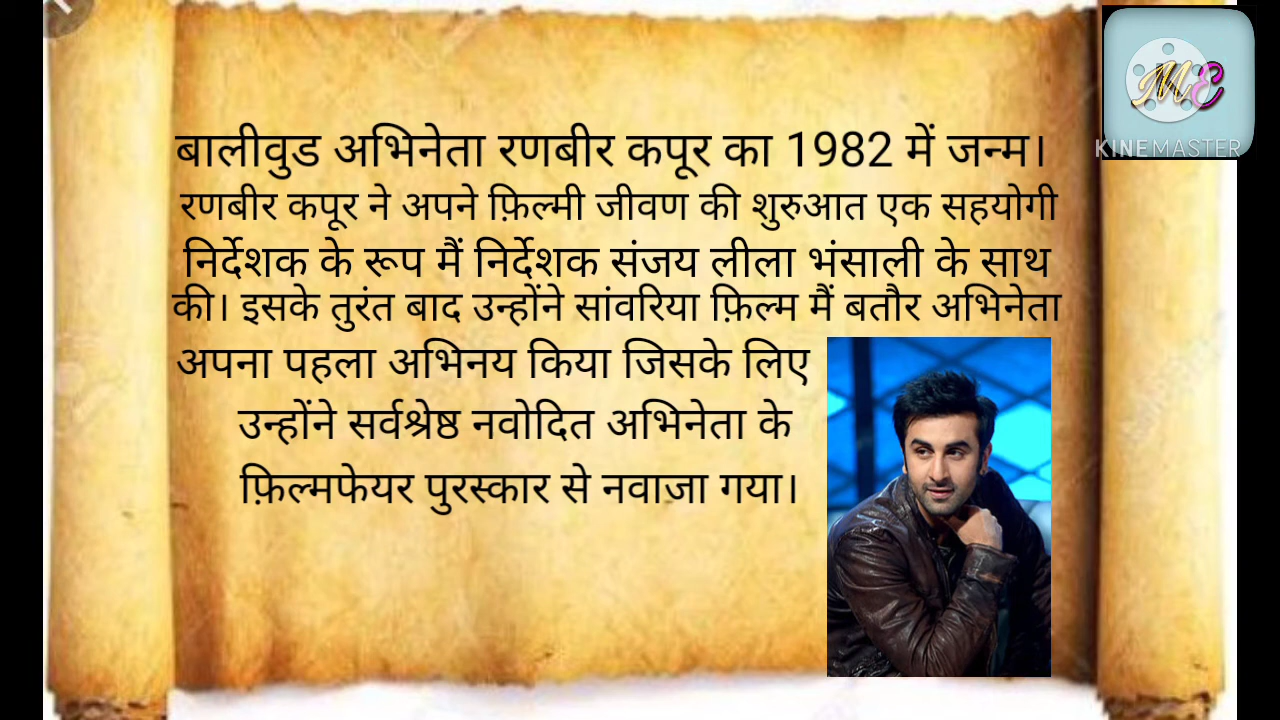 बालीवुड अभिनेता रणबीर कपूर का 1982 में जन्म।
रणबीर कपूर ने अपने फ़िल्मी जीवण की शुरुआत एक सहयोगी
निर्देशक के रूप मैं निर्देशक संजय लीला भंसाली के साथ
की। इसके तुरंत बाद उन्होंने सांवरिया फ़िल्म मैं बतौर अभिनेता
अपना पहला अभिनय किया जिसके लिए
उन्होंने सर्वश्रेष्ठ नवोदित अभिनेता के
फ़िल्मफेयर पुरस्कार से नवाजा गया।
ME
KINEMASTER